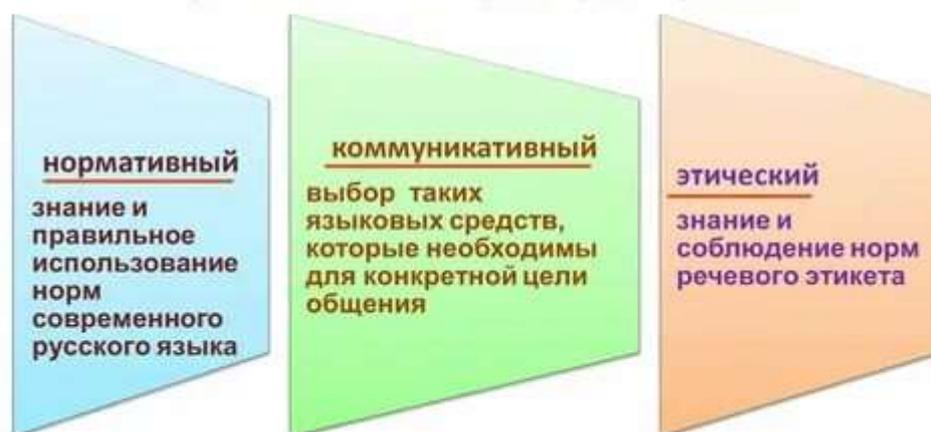 нормативный
знание и
правильное
использование
норм
современного
русского языка
коммуникативный
выбор таких
языковых средств,
которые необходимы
для конкретной цели
общения
этический
знание и
соблюдение норм
речевого этикета